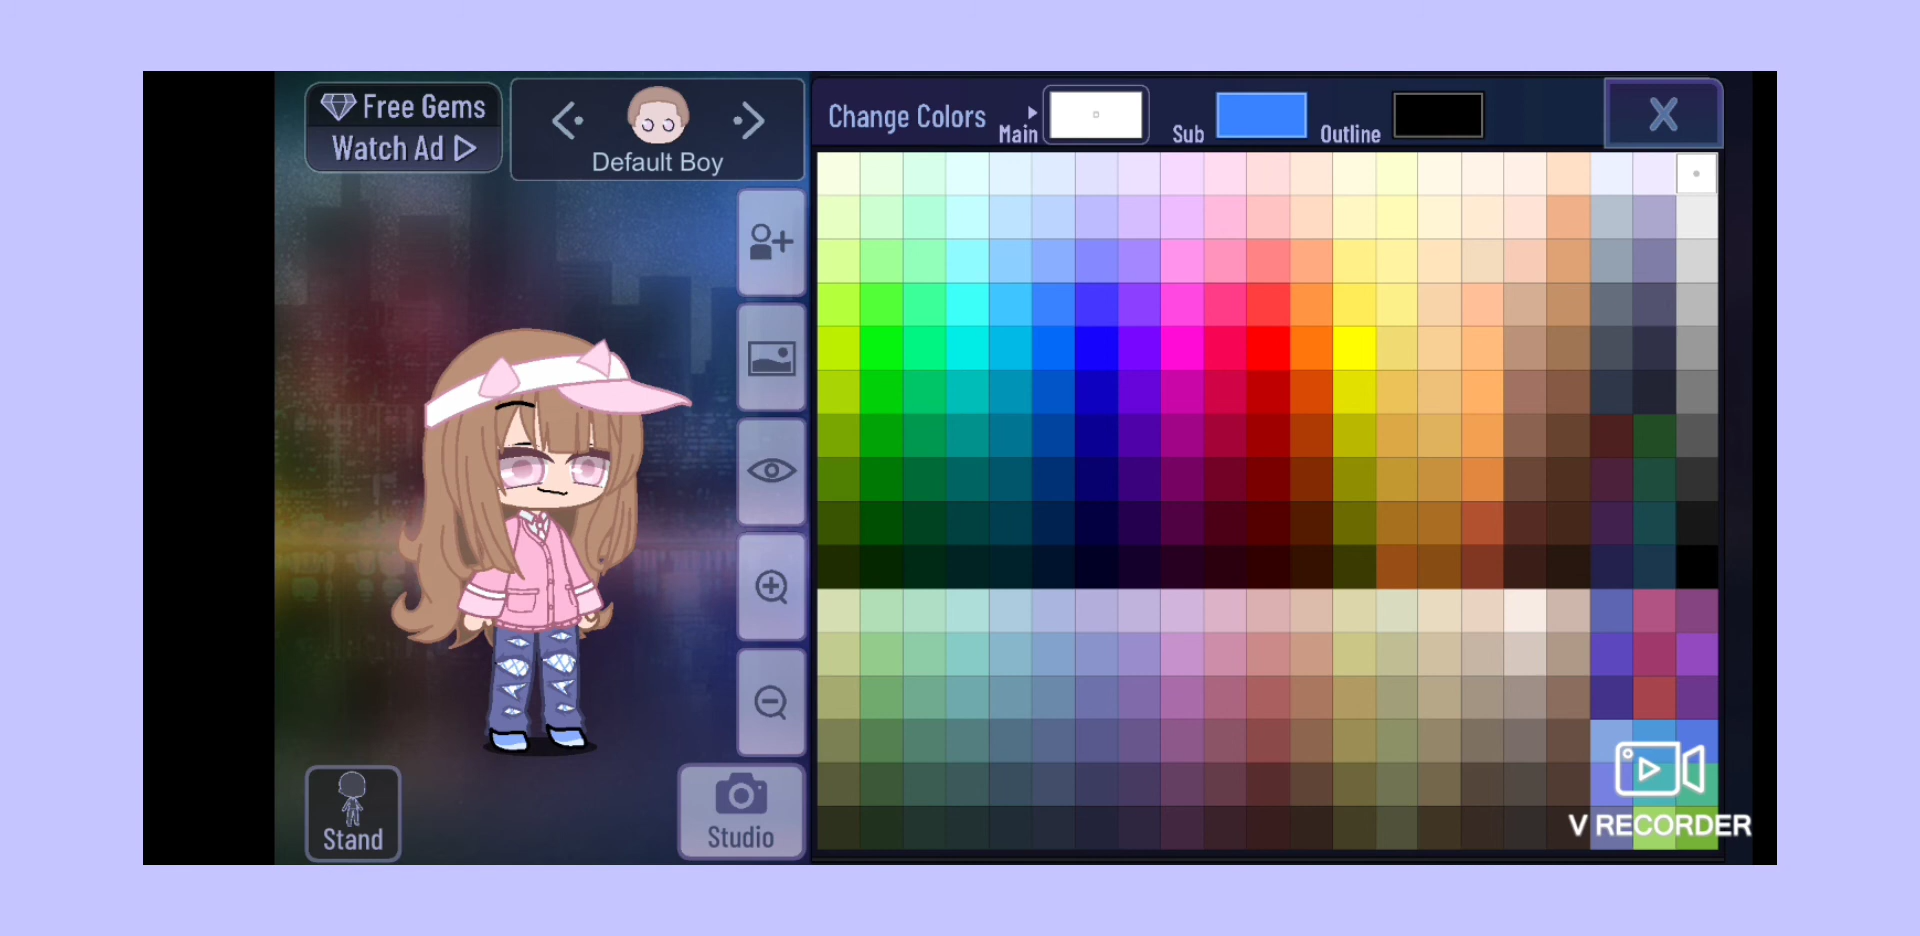 Free Gems
Watch Ad
Default Boy
Change Colors
Main
Sub
Outline
X
Stand
Studio
V RECORDER